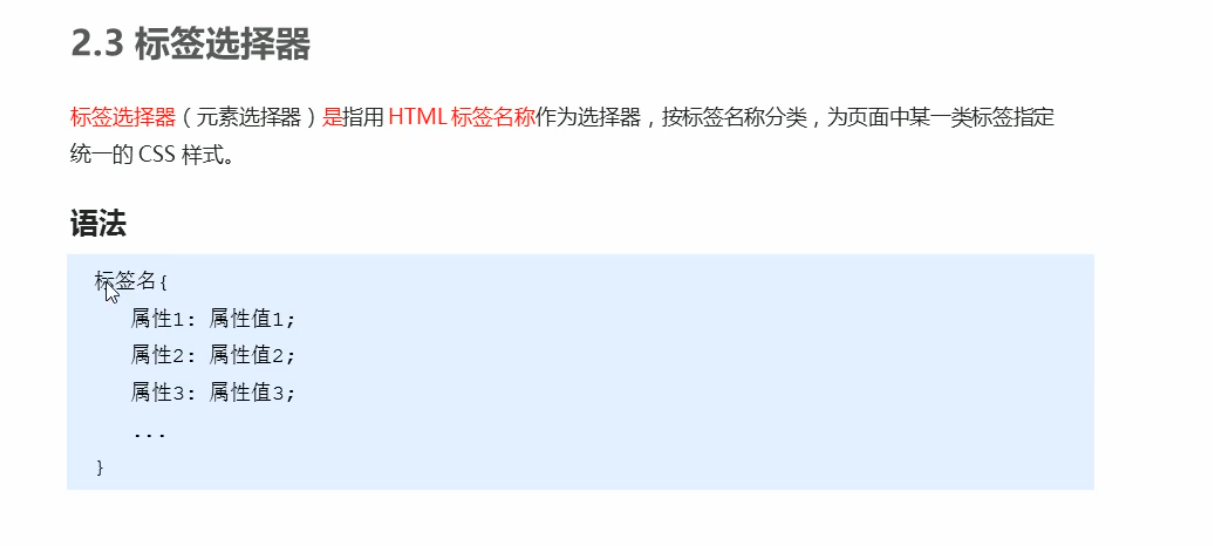 2.3 标签选择器
标签选择器（元素选择器）是指用 HTML 标签名称作为选择器，按标签名称分类，为页面中某一类标签指定
统一的 CSS 样式。
语法
标签名{
属性1: 属性值1;
属性2: 属性值2;
属性3: 属性值3;
...
}